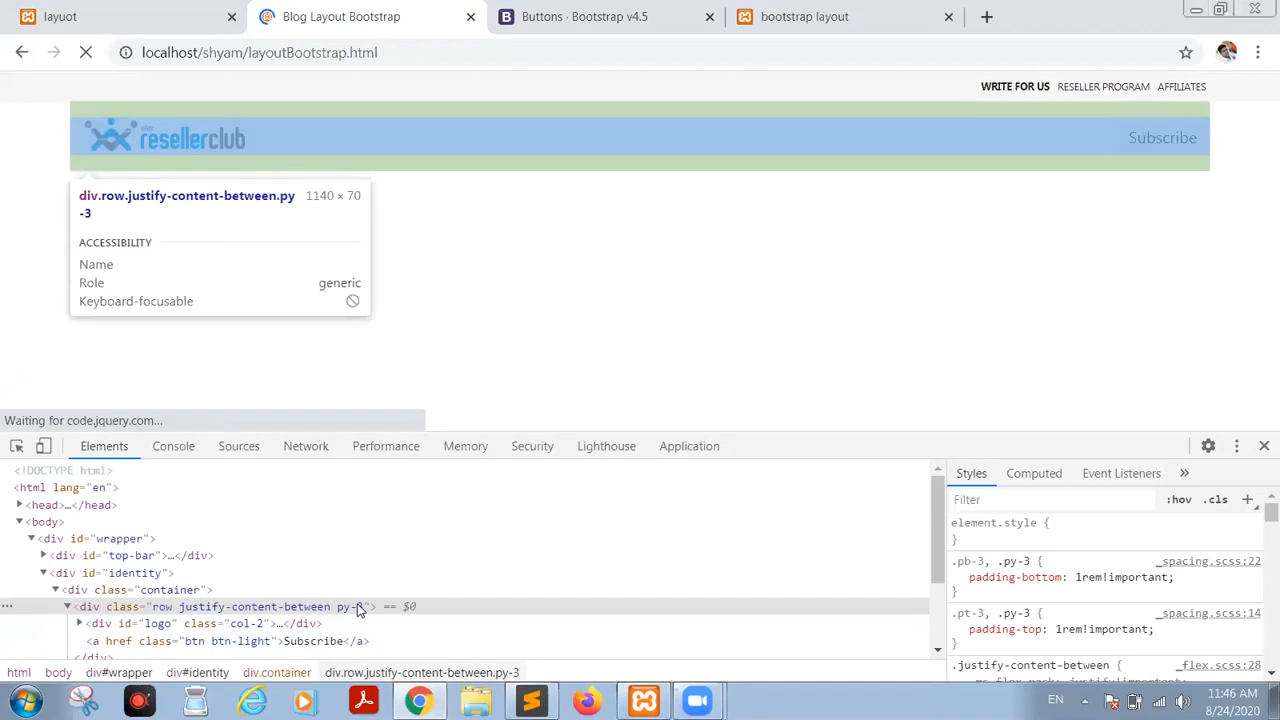 layuot
Blog Layout Bootstrap
Buttons · Bootstrap v4.5
bootstrap layout
localhost/shyam/layoutBootstrap.html
WRITE FOR US RESELLER PROGRAM AFFILIATES
resellerclub
Subscribe
div.row.justify-content-between.py
-3
1140 × 70
ACCESSIBILITY
Name
Role generic
Keyboard-focusable
Waiting for code.jquery.com...
Elements Console Sources Network Performance Memory Security Lighthouse Application
<!DOCTYPE html>
<html lang="en">
<head>…</head>
<body>
<div id="wrapper">
<div id="top-bar">…</div>
<div id="identity">
<div class="container">
<div class="row justify-content-between py-3"> == $0
<div id="logo" class="col-2">…</div>
<a href class="btn btn-light">Subscribe</a>
</div>
html body div#wrapper div#identity div.container div.row.justify-content-between.py-3
Styles Computed Event Listeners »
Filter :hov .cls +
element.style {
}
.pb-3, .py-3 { _spacing.scss:22
padding-bottom: 1rem!important;
}
.pt-3, .py-3 { _spacing.scss:14
padding-top: 1rem!important;
}
.justify-content-between { _flex.scss:28
-ms-flex-pack: justify!important;
EN
11:46 AM
8/24/2020